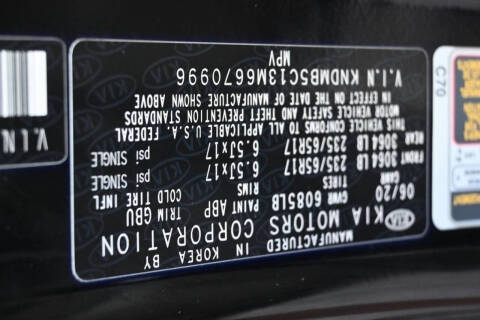 MANUFACTURED IN KOREA BY
KIA MOTORS CORPORATION
06/20 GVWR 6085LB PAINT ABP TRIM GBU
GAWR TIRES RIMS COLD TIRE INFL
FRONT 3064 LB 235/65R17 6.5JX17 psi SINGLE
REAR 3064 LB 235/65R17 6.5JX17 psi SINGLE
THIS VEHICLE CONFORMS TO ALL APPLICABLE U.S.A. FEDERAL
MOTOR VEHICLE SAFETY AND THEFT PREVENTION STANDARDS
IN EFFECT ON THE DATE OF MANUFACTURE SHOWN ABOVE
V.I.N KNDMB5C13M6670996
MPV
V.I.N
C70
KIA